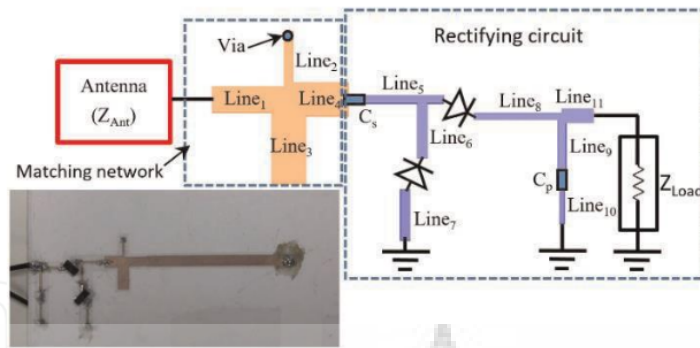 Rectifying circuit
Via
Line2
Antenna
(ZAnt)
Line1
Line4
Line5
Cs
Line3
Line6
Line7
Line8
Line11
Line9
Cp
Line10
ZLoad
Matching network